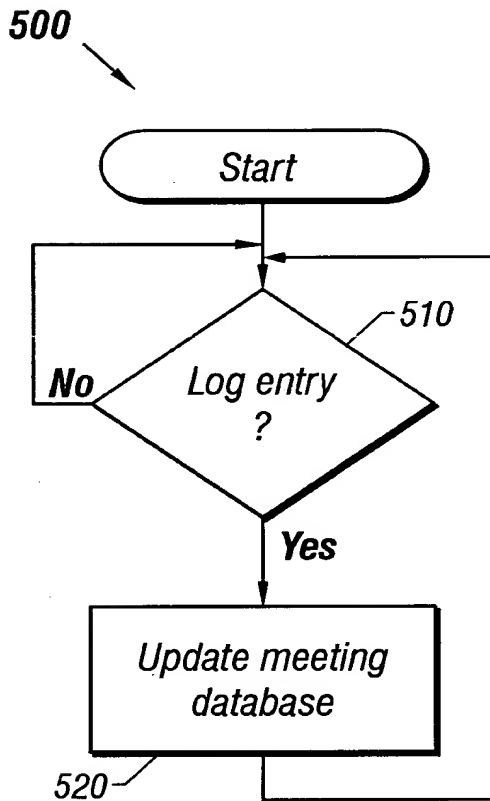 500
Start
510
Log entry
?
No
Yes
Update meeting
database
520